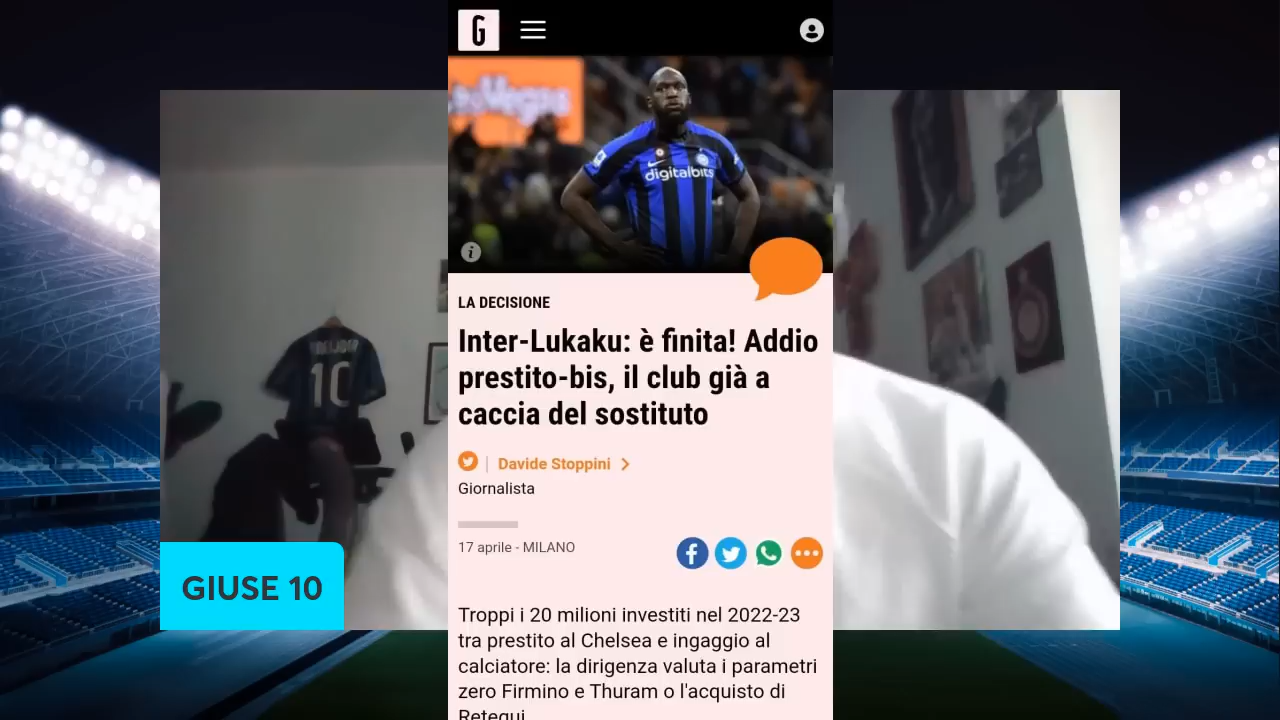 G
digitalbits
LA DECISIONE
Inter-Lukaku: è finita! Addio
prestito-bis, il club già a
caccia del sostituto
Davide Stoppini
Giornalista
17 aprile - MILANO
Troppi i 20 milioni investiti nel 2022-23
tra prestito al Chelsea e ingaggio al
calciatore: la dirigenza valuta i parametri
zero Firmino e Thuram o l'acquisto di
Retegui
10
GIUSE 10